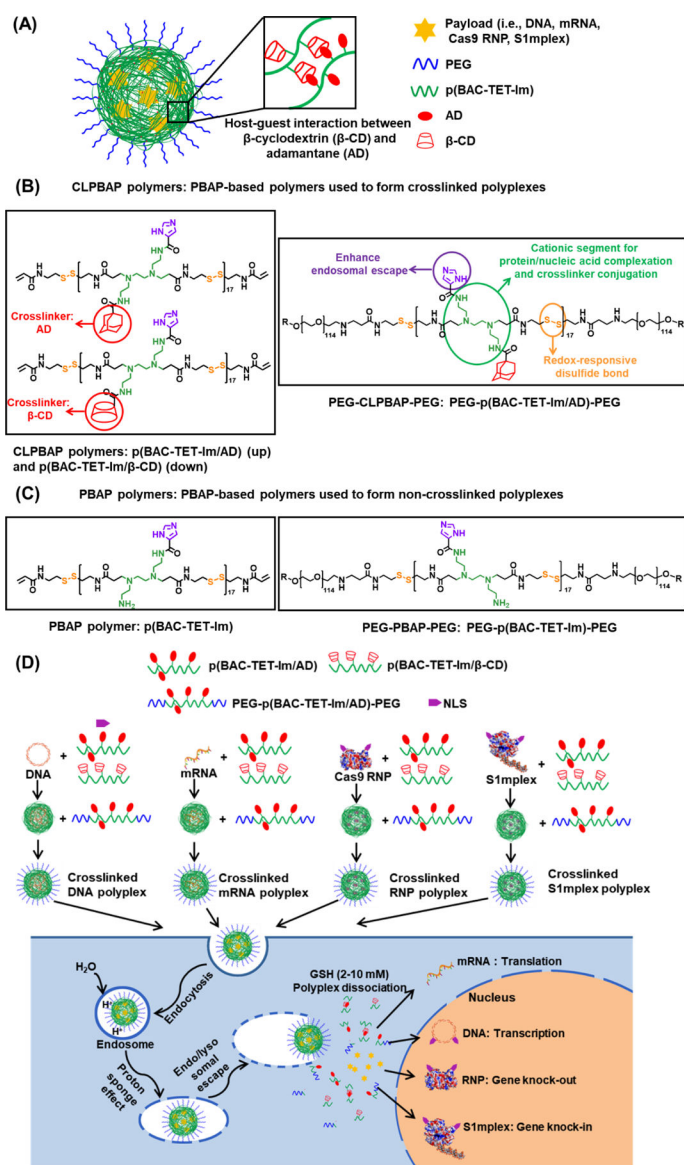 (A)
Payload (i.e., DNA, mRNA,
Cas9 RNP, S1mplex)
PEG
p(BAC-TET-Im)
AD
β-CD
Host-guest interaction between
β-cyclodextrin (β-CD) and
adamantane (AD)
(B) CLPBAP polymers: PBAP-based polymers used to form crosslinked polyplexes
Crosslinker:
AD
Crosslinker:
β-CD
CLPBAP polymers: p(BAC-TET-Im/AD) (up)
and p(BAC-TET-Im/β-CD) (down)
Enhance
endosomal escape
Cationic segment for
protein/nucleic acid complexation
and crosslinker conjugation
Redox-responsive
disulfide bond
PEG-CLPBAP-PEG: PEG-p(BAC-TET-Im/AD)-PEG
(C) PBAP polymers: PBAP-based polymers used to form non-crosslinked polyplexes
PBAP polymer: p(BAC-TET-Im)
PEG-PBAP-PEG: PEG-p(BAC-TET-Im)-PEG
(D)
p(BAC-TET-Im/AD) p(BAC-TET-Im/β-CD)
PEG-p(BAC-TET-Im/AD)-PEG NLS
DNA + mRNA + Cas9 RNP + S1mplex +
+ + + +
Crosslinked
DNA polyplex
Crosslinked
mRNA polyplex
Crosslinked
RNP polyplex
Crosslinked
S1mplex polyplex
H₂O
H⁺
H⁺
Endosome
Endocytosis
Proton
sponge
effect
Endo/lyso
somal
escape
GSH (2-10 mM)
Polyplex dissociation
mRNA : Translation
Nucleus
DNA: Transcription
RNP: Gene knock-out
S1mplex: Gene knock-in